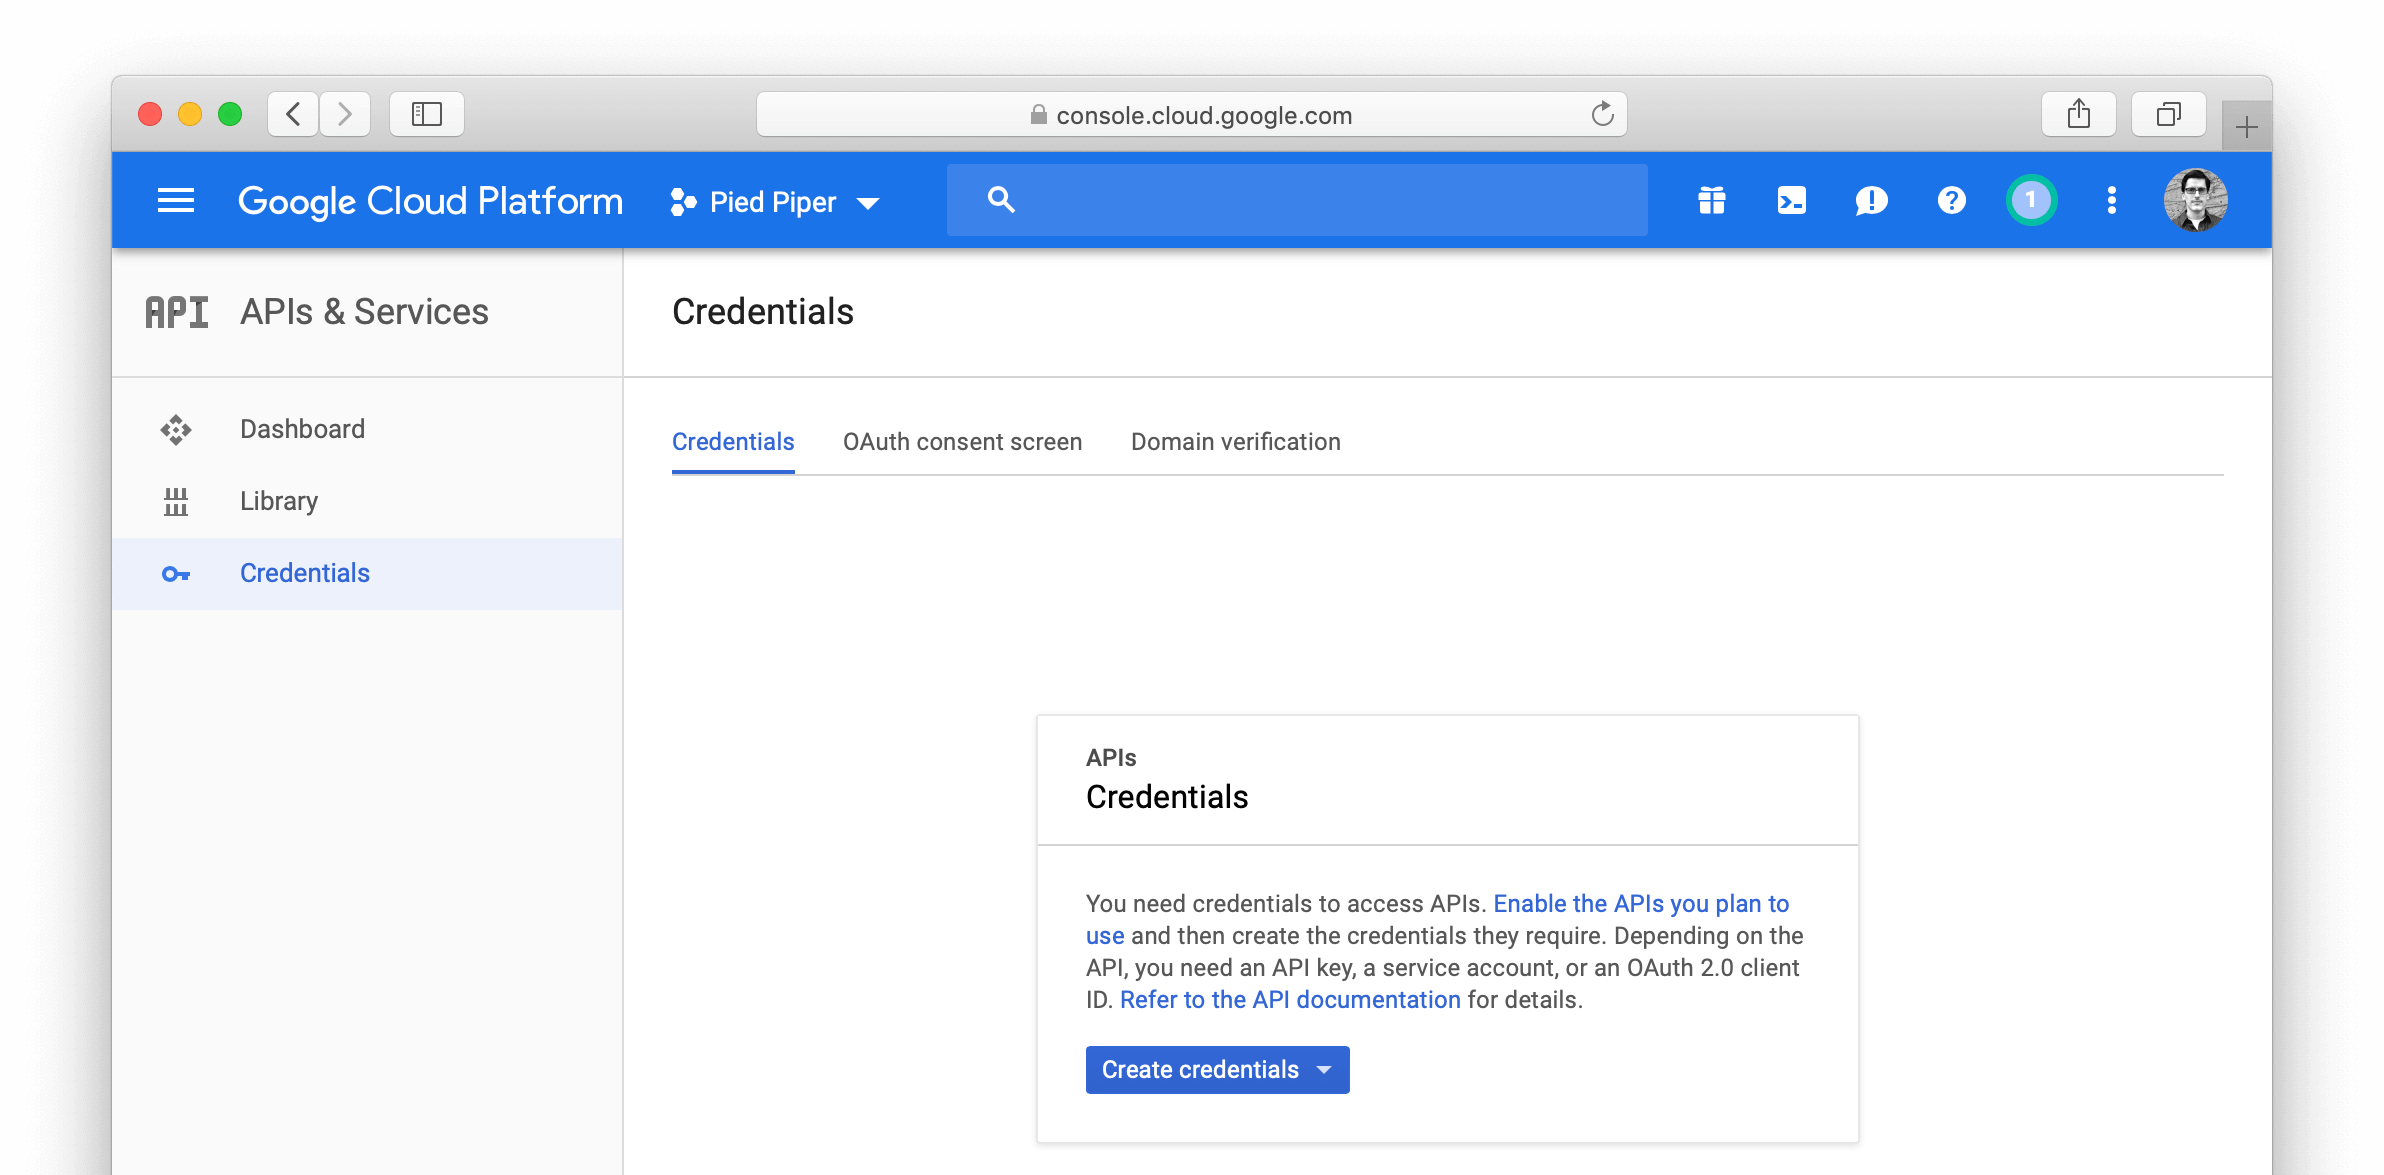 console.cloud.google.com
Google Cloud Platform
Pied Piper
1
API
APIs & Services
Credentials
Dashboard
Library
Credentials
Credentials
OAuth consent screen
Domain verification
APIs
Credentials
You need credentials to access APIs. Enable the APIs you plan to
use and then create the credentials they require. Depending on the
API, you need an API key, a service account, or an OAuth 2.0 client
ID. Refer to the API documentation for details.
Create credentials